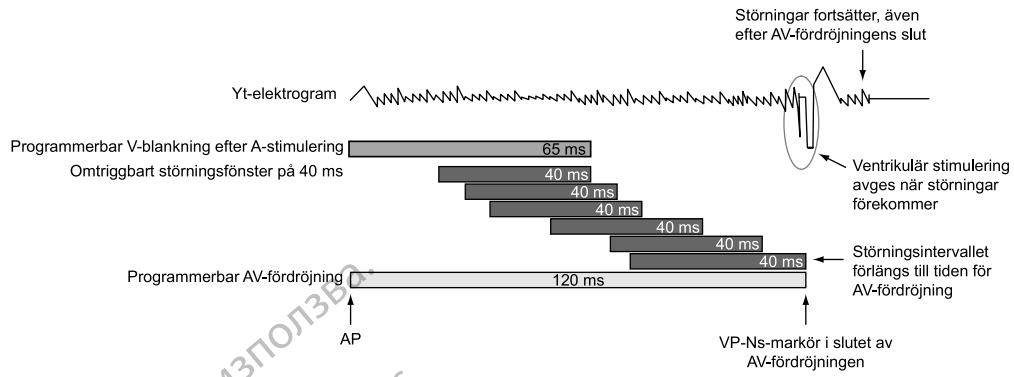 Störningar fortsätter, även
efter AV-fördröjningens slut
Yt-elektrogram
Programmerbar V-blankning efter A-stimulering
65 ms
Omtriggbart störningsfönster på 40 ms
40 ms
40 ms
40 ms
40 ms
40 ms
40 ms
Ventrikulär stimulering
avges när störningar
förekommer
Störningsintervallet
förlängs till tiden för
AV-fördröjning
Programmerbar AV-fördröjning
120 ms
AP
VP-Ns-markör i slutet av
AV-fördröjningen
използва.